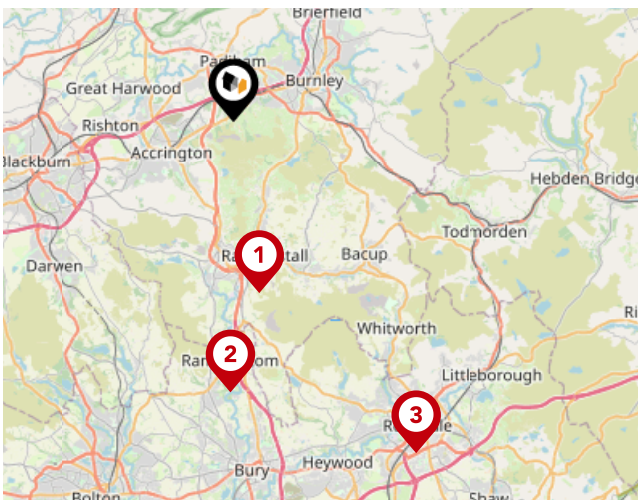 Brierfield
Padiham
Burnley
Great Harwood
Rishton
Accrington
Blackburn
Hebden Bridge
Todmorden
1
Bacup
Darwen
Whitworth
2
Littleborough
3
Heywood
Bury
Bolton
Shaw